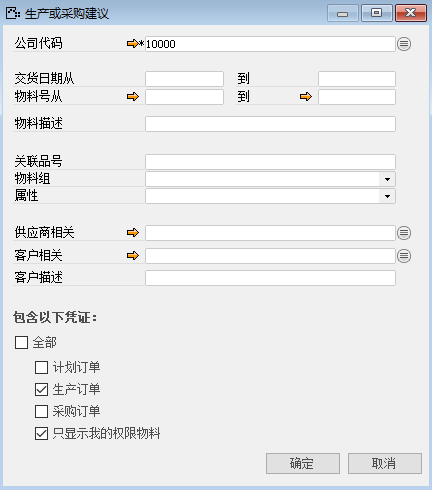 生产或采购建议
公司代码 *10000
交货日期从 到
物料号从 到
物料描述
关联品号
物料组
属性
供应商相关
客户相关
客户描述
包含以下凭证：
全部
计划订单
生产订单
采购订单
只显示我的权限物料
确定 取消